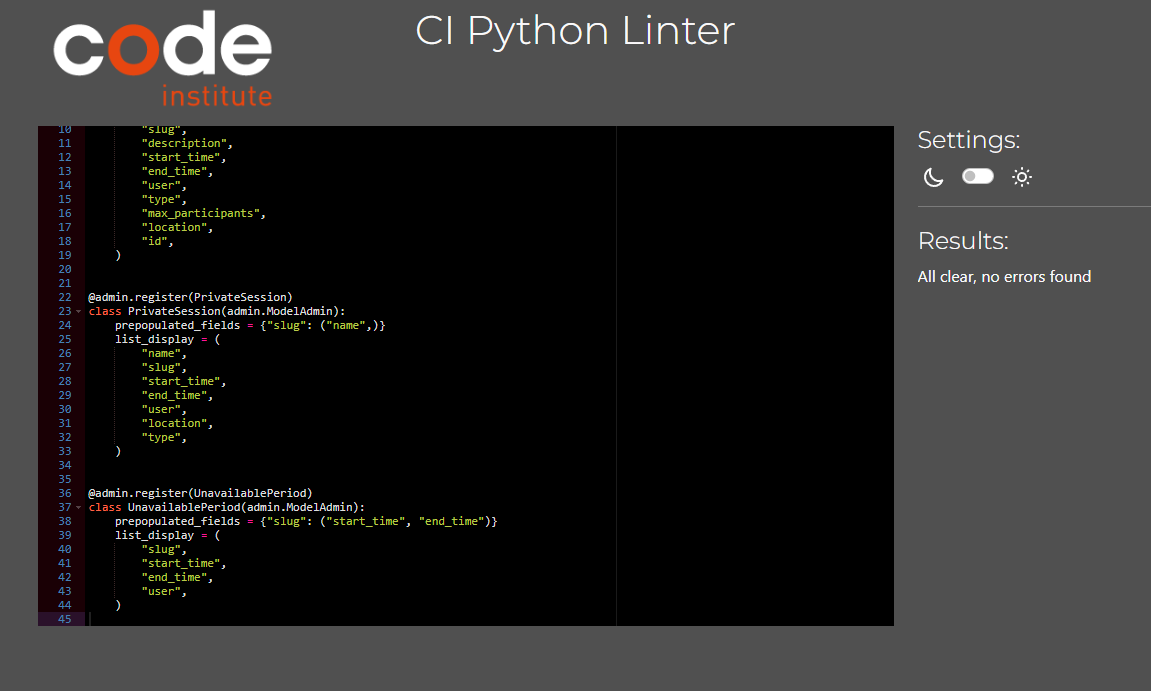 code
institute
CI Python Linter
10 "slug",
11 "description",
12 "start_time",
13 "end_time",
14 "user",
15 "type",
16 "max_participants",
17 "location",
18 "id",
19 )
20
21
22 @admin.register(PrivateSession)
23 class PrivateSession(admin.ModelAdmin):
24 prepopulated_fields = {"slug": ("name",)}
25 list_display = (
26 "name",
27 "slug",
28 "start_time",
29 "end_time",
30 "user",
31 "location",
32 "type",
33 )
34
35
36 @admin.register(UnavailablePeriod)
37 class UnavailablePeriod(admin.ModelAdmin):
38 prepopulated_fields = {"slug": ("start_time", "end_time")}
39 list_display = (
40 "slug",
41 "start_time",
42 "end_time",
43 "user",
44 )
45
Settings:
Results:
All clear, no errors found